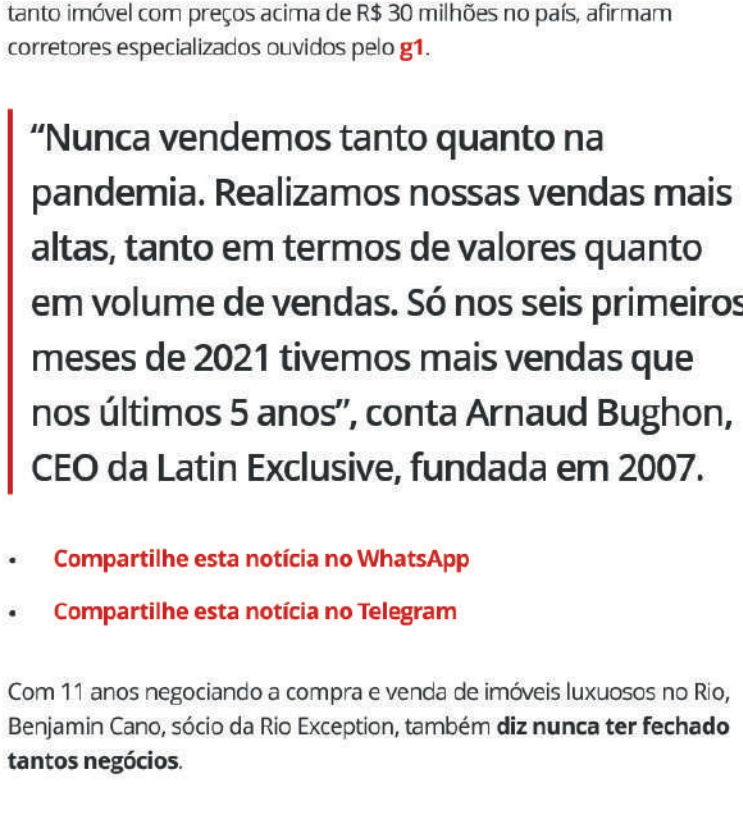 tanto imóvel com preços acima de R$ 30 milhões no país, afirmam
corretores especializados ouvidos pelo g1.
“Nunca vendemos tanto quanto na
pandemia. Realizamos nossas vendas mais
altas, tanto em termos de valores quanto
em volume de vendas. Só nos seis primeiros
meses de 2021 tivemos mais vendas que
nos últimos 5 anos”, conta Arnaud Bughon,
CEO da Latin Exclusive, fundada em 2007.
• Compartilhe esta notícia no WhatsApp
• Compartilhe esta notícia no Telegram
Com 11 anos negociando a compra e venda de imóveis luxuosos no Rio,
Benjamin Cano, sócio da Rio Exception, também diz nunca ter fechado
tantos negócios.